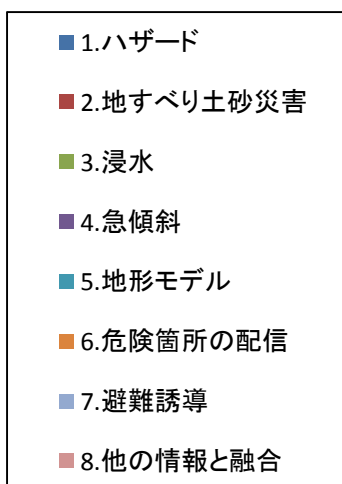 1.ハザード
2.地すべり土砂災害
3.浸水
4.急傾斜
5.地形モデル
6.危険箇所の配信
7.避難誘導
8.他の情報と融合